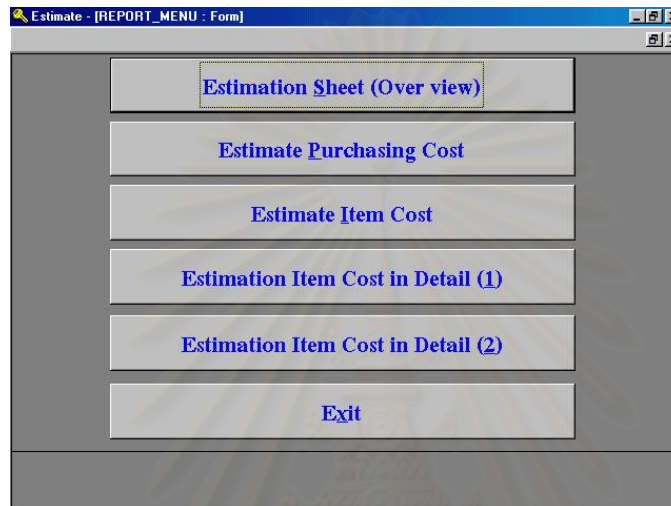 Estimate - [REPORT_MENU : Form]
Estimation Sheet (Over view)
Estimate Purchasing Cost
Estimate Item Cost
Estimation Item Cost in Detail (1)
Estimation Item Cost in Detail (2)
Exit